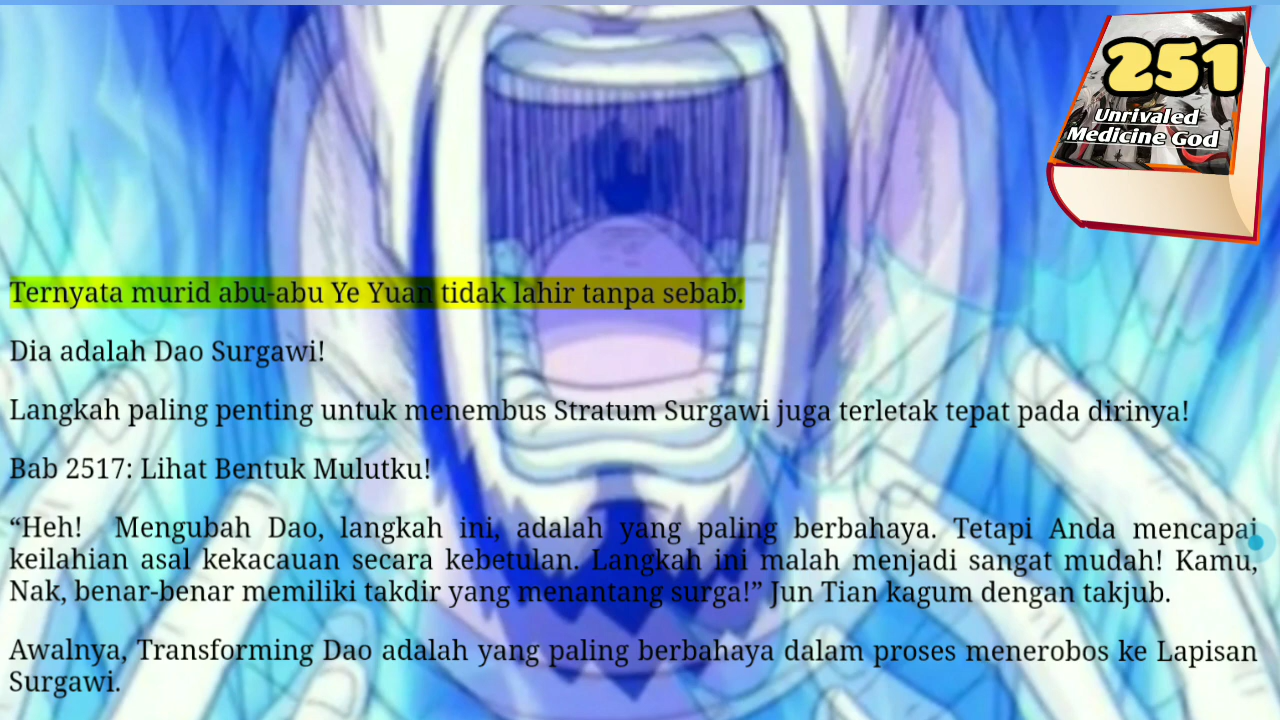 251
Unrivaled
Medicine God
Ternyata murid abu-abu Ye Yuan tidak lahir tanpa sebab.
Dia adalah Dao Surgawi!
Langkah paling penting untuk menembus Stratum Surgawi juga terletak tepat pada dirinya!
Bab 2517: Lihat Bentuk Mulutku!
“Heh! Mengubah Dao, langkah ini, adalah yang paling berbahaya. Tetapi Anda mencapai
keilahian asal kekacauan secara kebetulan. Langkah ini malah menjadi sangat mudah! Kamu,
Nak, benar-benar memiliki takdir yang menantang surga!” Jun Tian kagum dengan takjub.
Awalnya, Transforming Dao adalah yang paling berbahaya dalam proses menerobos ke Lapisan
Surgawi.